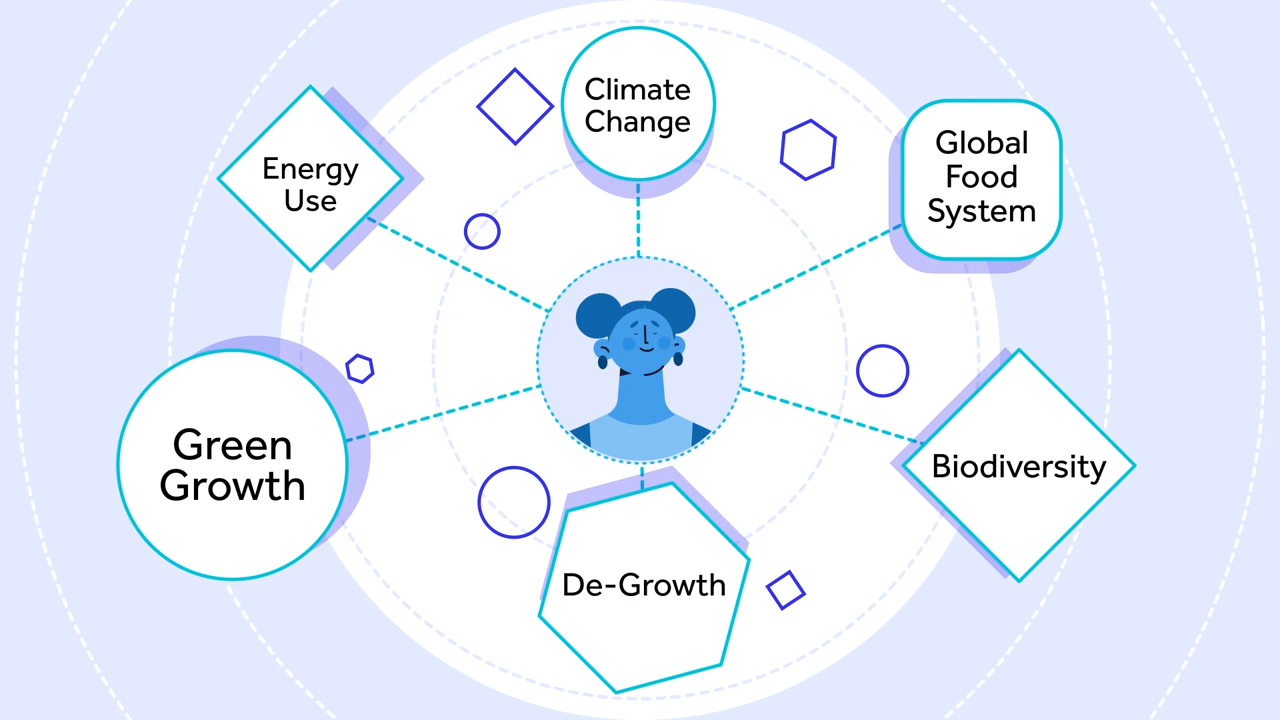 Climate
Change
Energy
Use
Global
Food
System
Green
Growth
Biodiversity
De-Growth